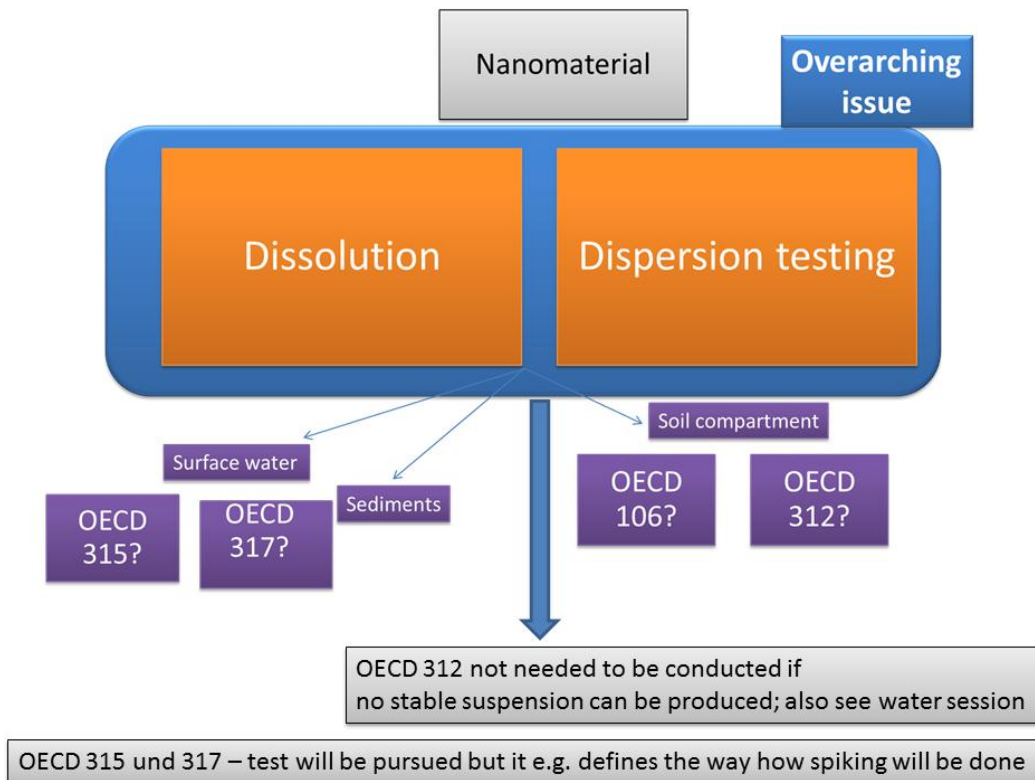 Nanomaterial
Overarching
issue
Dissolution
Dispersion testing
Surface water
Sediments
Soil compartment
OECD
315?
OECD
317?
OECD
106?
OECD
312?
OECD 312 not needed to be conducted if
no stable suspension can be produced; also see water session
OECD 315 und 317 – test will be pursued but it e.g. defines the way how spiking will be done